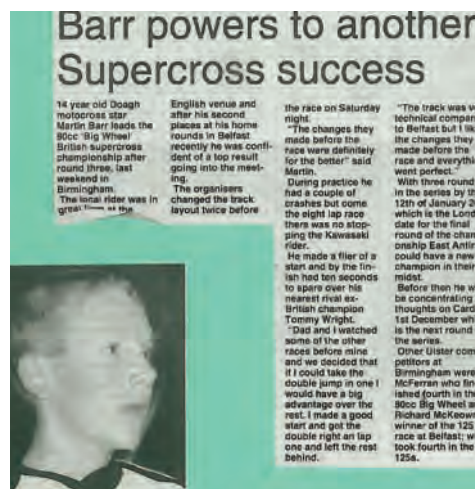 Barr powers to another
Supercross success
14 year old Doagh
motocross star
Martin Barr leads the
80cc 'Big Wheel'
British supercross
championship after
round three, last
weekend in
Birmingham.
The local rider was in
great form at the
English venue and
after his second
places at his home
rounds in Belfast
recently he was confi-
dent of a top result
going into the meet-
ing.
The organisers
changed the track
layout twice before
the race on Saturday
night.
"The changes they
made before the
race were definitely
for the better" said
Martin.
During practice he
had a couple of
crashes but come
the eight lap race
there was no stop-
ping the Kawasaki
rider.
He made a flier of a
start and by the fin-
ish had ten seconds
to spare over his
nearest rival ex-
British champion
Tommy Wright.
"Dad and I watched
some of the other
races before mine
and we decided that
if I could take the
double jump in one I
would have a big
advantage over the
rest. I made a good
start and got the
double right an lap
one and left the rest
behind.
"The track was v
technical compa
to Belfast but I lik
the changes they
made before the
race and everythi
went perfect."
With three round
in the series by th
12th of January 2
which is the Lond
date for the final
round of the cham
onship East Antri
could have a new
champion in their
midst.
Before then he w
be concentrating
thoughts on Card
1st December wh
is the next round
the series.
Other Ulster com
petitors at
Birmingham were
McFerran who fin
ished fourth in the
80cc Big Wheel a
Richard McKeow
winner of the 125
race at Belfast; w
took fourth in the
125s.